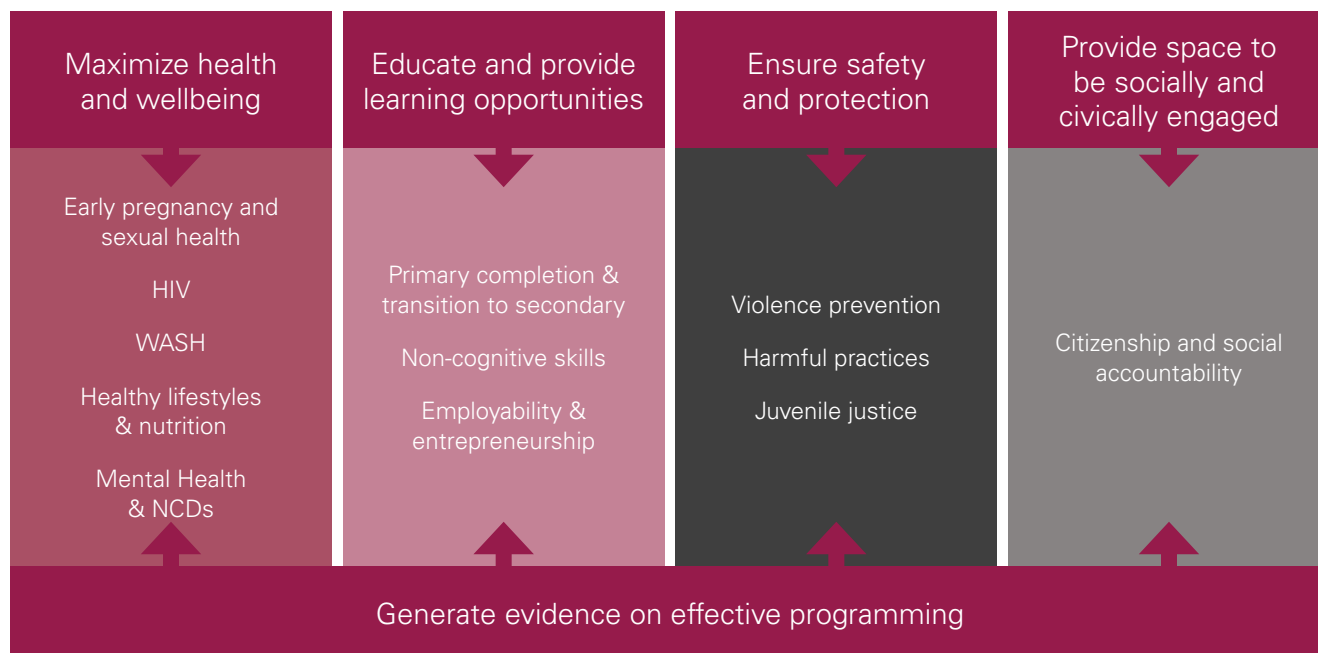 Maximize health
and wellbeing
Early pregnancy and
sexual health
HIV
WASH
Healthy lifestyles
& nutrition
Mental Health
& NCDs
Educate and provide
learning opportunities
Primary completion &
transition to secondary
Non-cognitive skills
Employability &
entrepreneurship
Ensure safety
and protection
Violence prevention
Harmful practices
Juvenile justice
Provide space to
be socially and
civically engaged
Citizenship and social
accountability
Generate evidence on effective programming